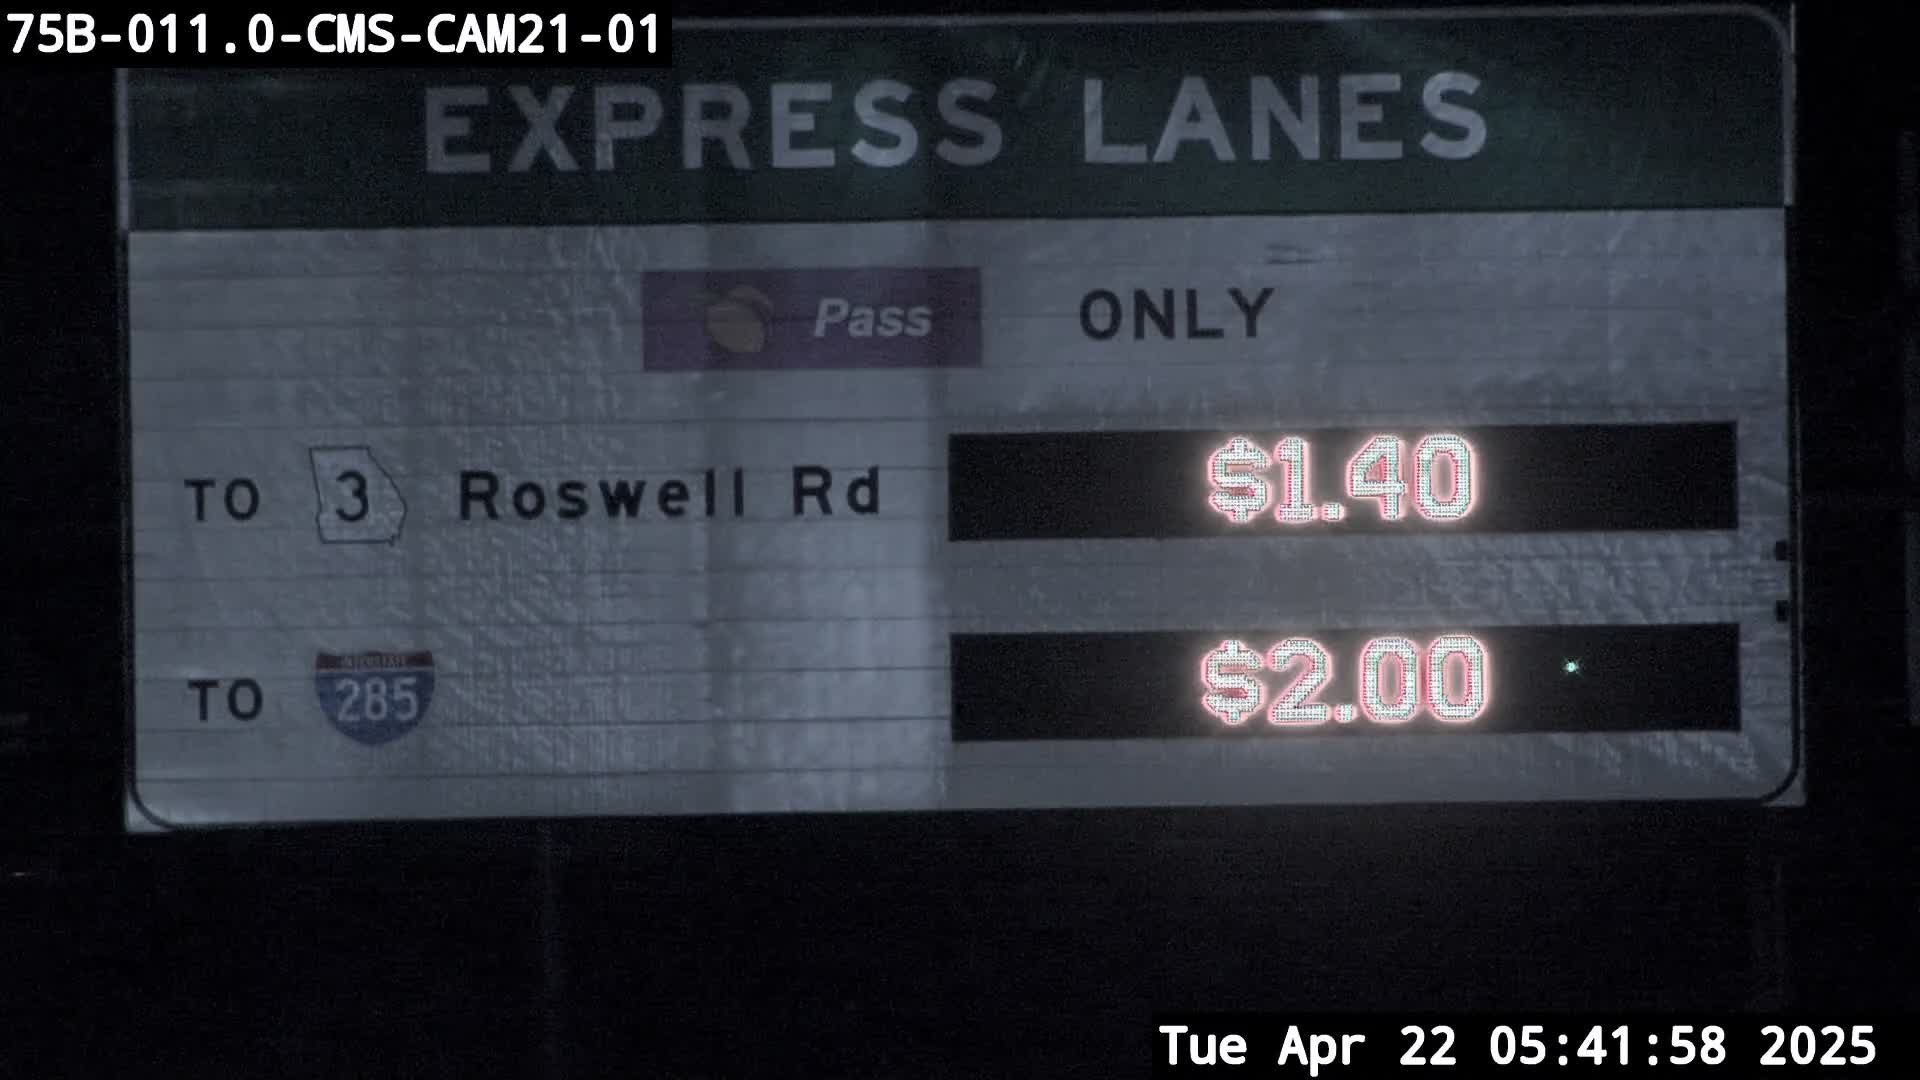 75B-011.0-CMS-CAM21-01
EXPRESS LANES
Pass ONLY
TO 3 Roswell Rd $1.40
TO INTERSTATE 285 $2.00
Tue Apr 22 05:41:58 2025